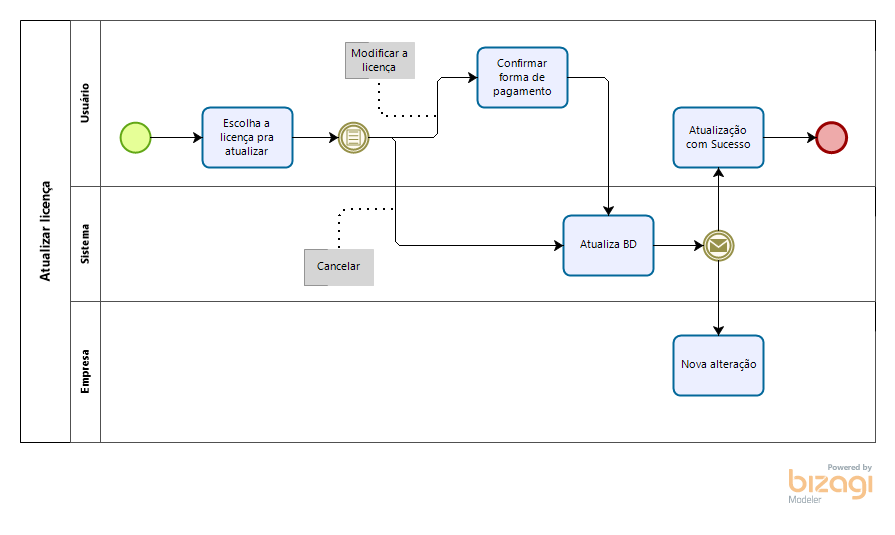 Atualizar licença
Usuário
Sistema
Empresa
Modificar a
licença
Confirmar
forma de
pagamento
Escolha a
licença pra
atualizar
Atualização
com Sucesso
Cancelar
Atualiza BD
Nova alteração
Powered by
bizagi
Modeler